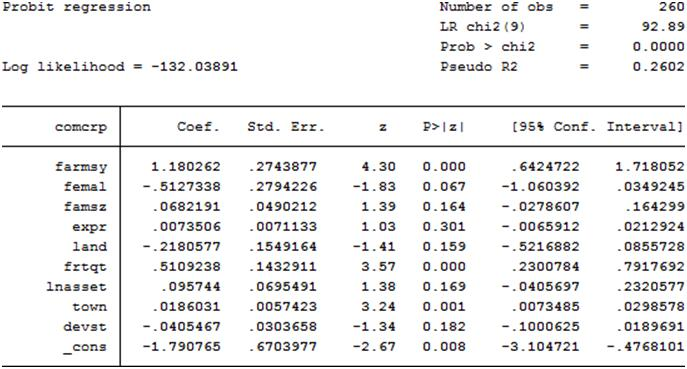 Probit regression Number of obs = 260
LR chi2(9) = 92.89
Prob > chi2 = 0.0000
Log likelihood = -132.03891 Pseudo R2 = 0.2602
comcrp Coef. Std. Err. z P>|z| [95% Conf. Interval]
farmsy 1.180262 .2743877 4.30 0.000 .6424722 1.718052
femal -.5127338 .2794226 -1.83 0.067 -1.060392 .0349245
famsz .0682191 .0490212 1.39 0.164 -.0278607 .164299
expr .0073506 .0071133 1.03 0.301 -.0065912 .0212924
land -.2180577 .1549164 -1.41 0.159 -.5216882 .0855728
frtqt .5109238 .1432911 3.57 0.000 .2300784 .7917692
lnasset .095744 .0695491 1.38 0.169 -.0405697 .2320577
town .0186031 .0057423 3.24 0.001 .0073485 .0298578
devst -.0405467 .0303658 -1.34 0.182 -.1000625 .0189691
_cons -1.790765 .6703977 -2.67 0.008 -3.104721 -.4768101